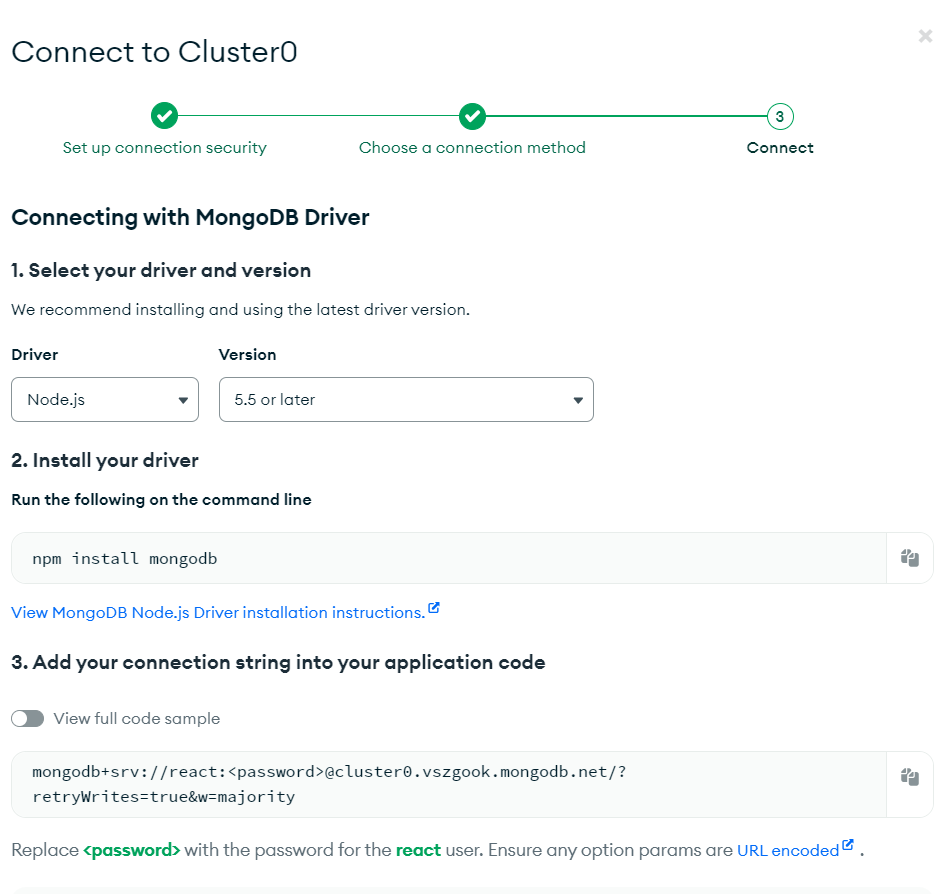 Connect to Cluster0
3
Set up connection security
Choose a connection method
Connect
Connecting with MongoDB Driver
1. Select your driver and version
We recommend installing and using the latest driver version.
Driver
Version
Node.js
5.5 or later
2. Install your driver
Run the following on the command line
npm install mongodb
View MongoDB Node.js Driver installation instructions.
3. Add your connection string into your application code
View full code sample
mongodb+srv://react:<password>@cluster0.vszgook.mongodb.net/?
retryWrites=true&w=majority
Replace <password> with the password for the react user. Ensure any option params are URL encoded .